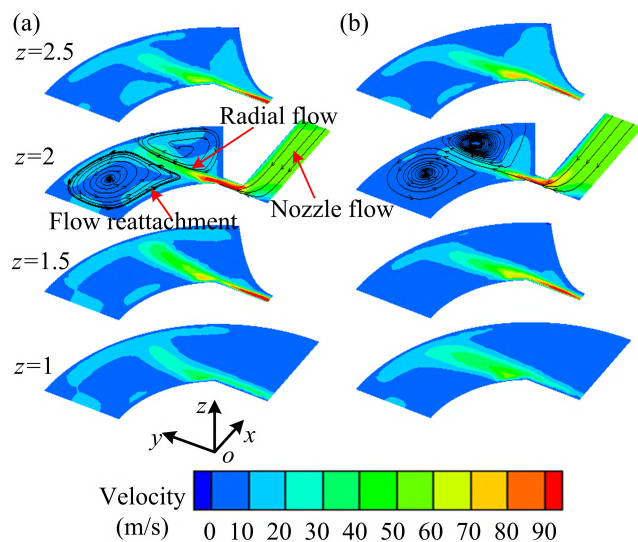 (a) (b)
z=2.5
Radial flow
z=2
Nozzle flow
Flow reattachment
z=1.5
z=1
z
y x
o
Velocity
(m/s)
0 10 20 30 40 50 60 70 80 90